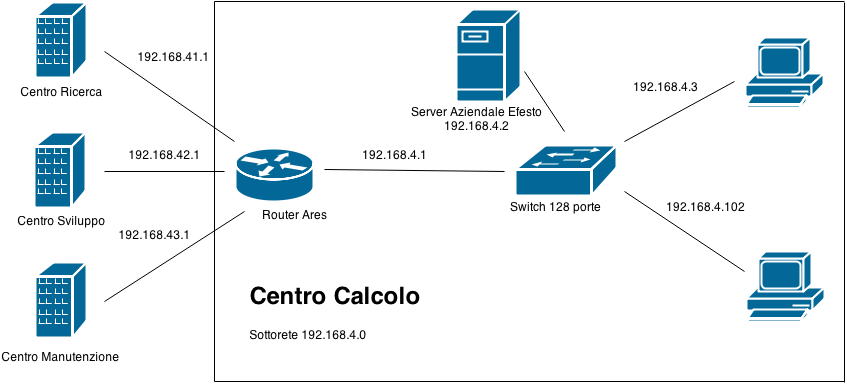 192.168.41.1
Centro Ricerca
Server Aziendale Efesto
192.168.4.2
192.168.4.3
192.168.42.1
192.168.4.1
Centro Sviluppo
Router Ares
Switch 128 porte
192.168.4.102
192.168.43.1
Centro Manutenzione
Centro Calcolo
Sottorete 192.168.4.0